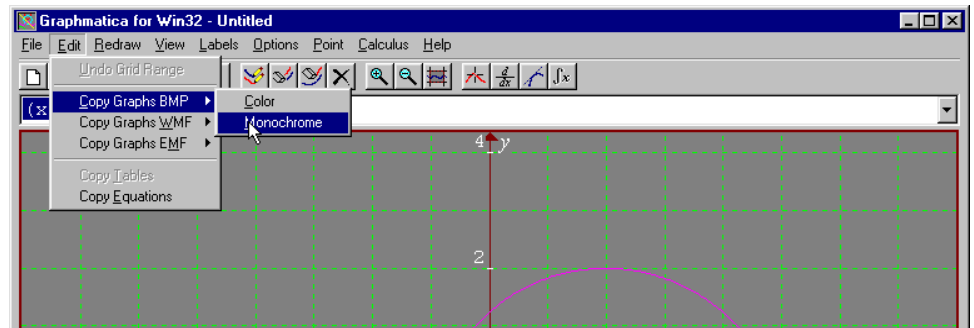 Graphmatica for Win32 - Untitled
File Edit Redraw View Labels Options Point Calculus Help
Undo Grid Range
Copy Graphs BMP
Color
(x
Copy Graphs WMF
Monochrome
Copy Graphs EMF
4 y
Copy Tables
Copy Equations
2